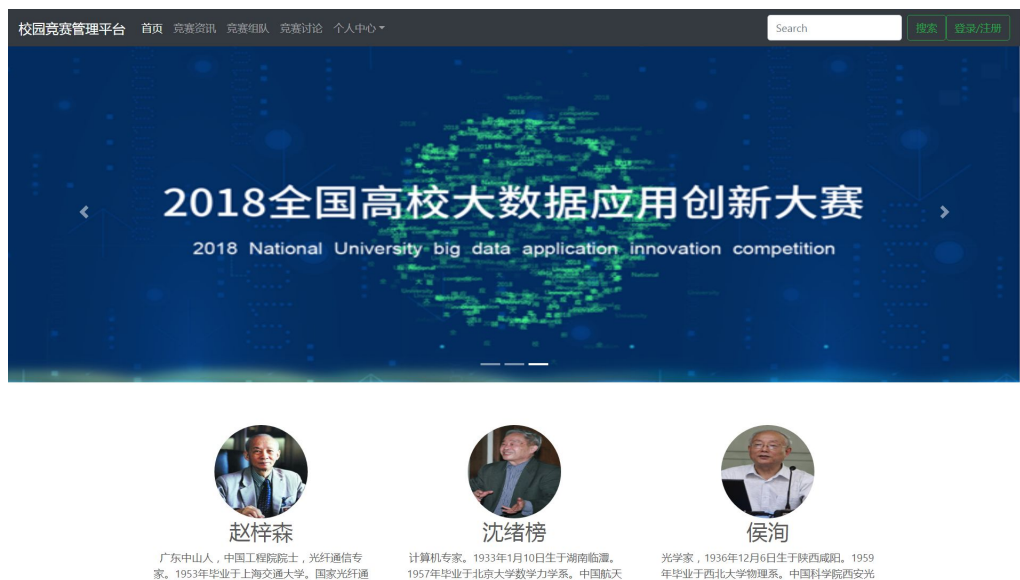 校园竞赛管理平台 首页 竞赛资讯 竞赛组队 竞赛讨论 个人中心 Search 搜索 登录/注册
2018全国高校大数据应用创新大赛
2018 National University big data application innovation competition
赵梓森
广东中山人，中国工程院院士，光纤通信专
家。1953年毕业于上海交通大学。国家光纤通
沈绪榜
计算机专家。1933年1月10日生于湖南临澧。
1957年毕业于北京大学数学力学系。中国航天
侯洵
光学家，1936年12月6日生于陕西咸阳。1959
年毕业于西北大学物理系。中国科学院西安光